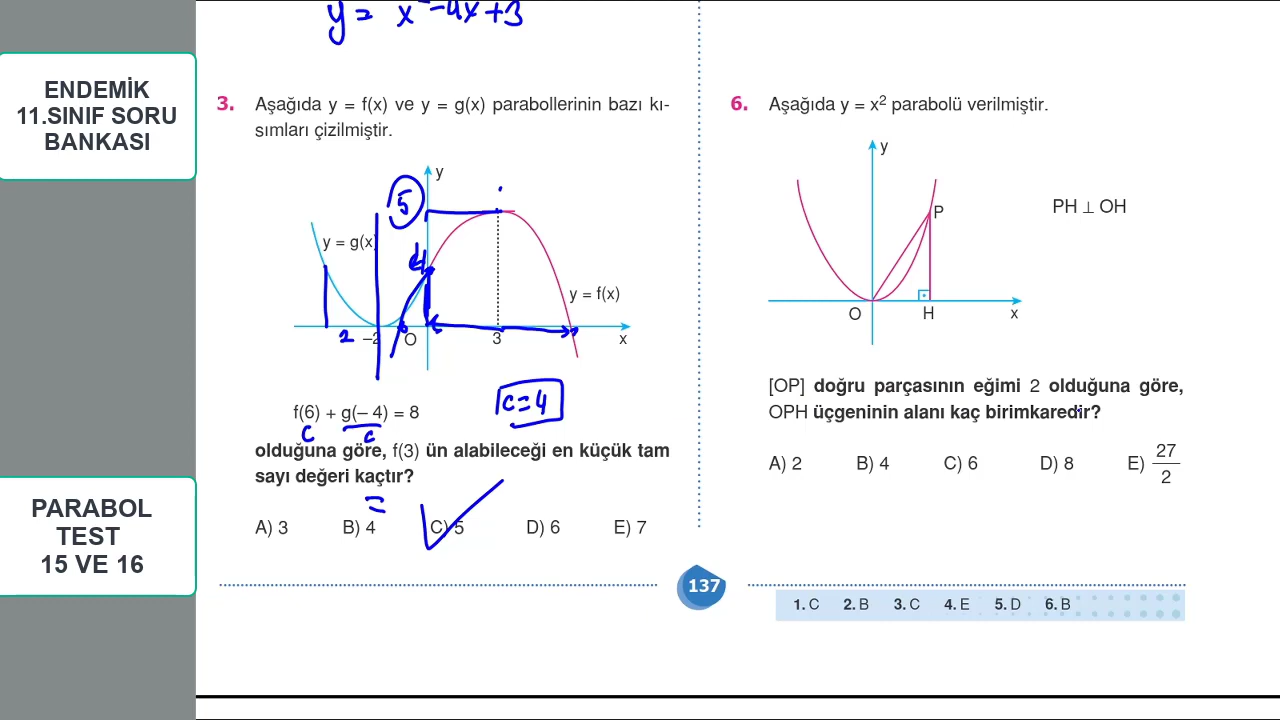 ENDEMİK
11.SINIF SORU
BANKASI
PARABOL
TEST
15 VE 16
y = x² - 4x + 3
3. Aşağıda y = f(x) ve y = g(x) parabollerinin bazı kı-
sımları çizilmiştir.
y
5
y = g(x)
4
y = f(x)
2
–2
O
3
x
f(6) + g(– 4) = 8
c c
c = 4
olduğuna göre, f(3) ün alabileceği en küçük tam
sayı değeri kaçtır?
A) 3 B) 4 C) 5 D) 6 E) 7
6. Aşağıda y = x² parabolü verilmiştir.
y
P
PH ⊥ OH
O
H
x
[OP] doğru parçasının eğimi 2 olduğuna göre,
OPH üçgeninin alanı kaç birimkaredir?
A) 2 B) 4 C) 6 D) 8 E) 27/2
137
1. C 2. B 3. C 4. E 5. D 6. B